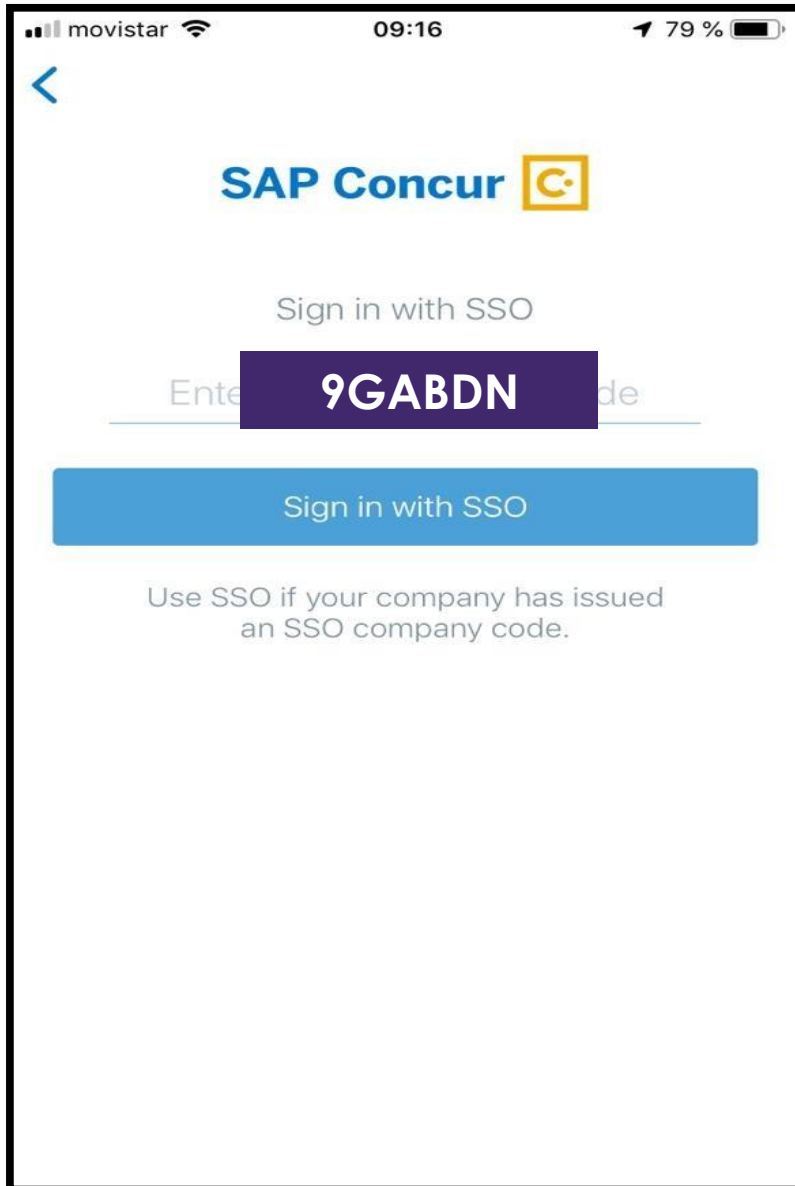 movistar 09:16 79 %
SAP Concur C
Sign in with SSO
Ente 9GABDN de
Sign in with SSO
Use SSO if your company has issued
an SSO company code.